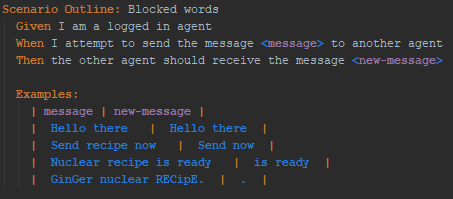 Scenario Outline: Blocked words
Given I am a logged in agent
When I attempt to send the message <message> to another agent
Then the other agent should receive the message <new-message>
Examples:
| message | new-message |
| Hello there | Hello there |
| Send recipe now | Send now |
| Nuclear recipe is ready | is ready |
| GinGer nuclear RECipE. | . |